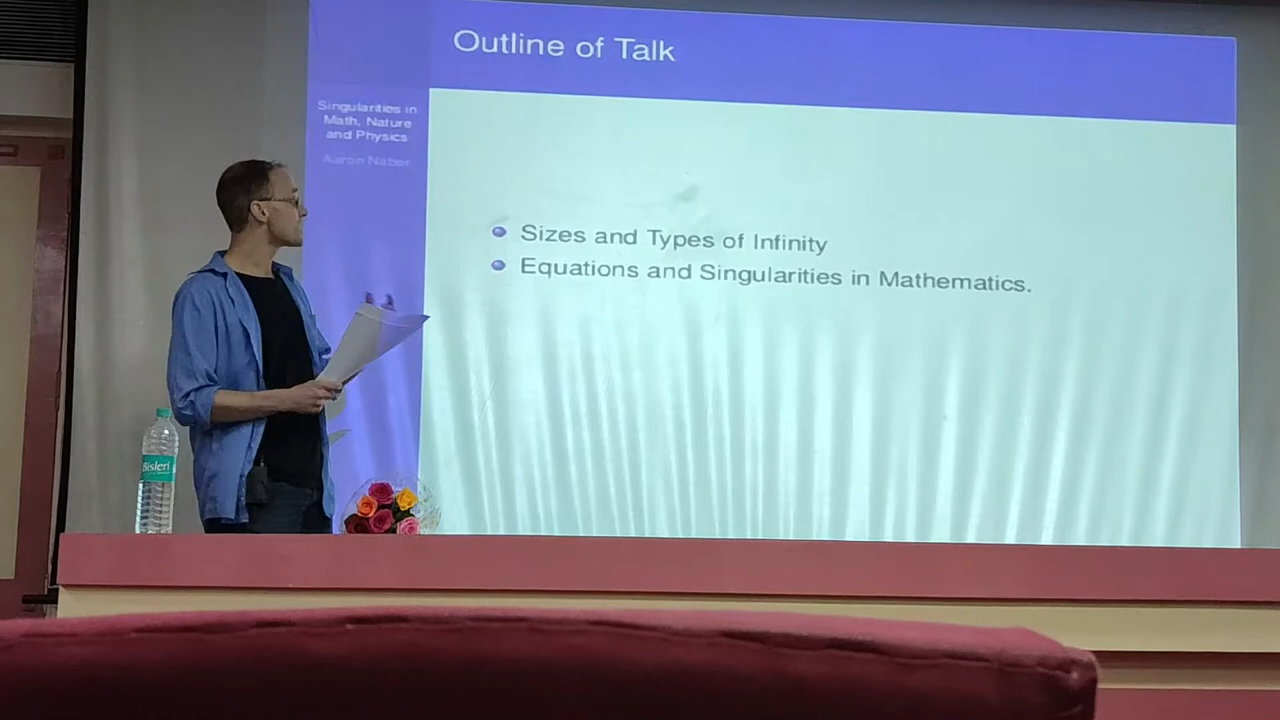 Outline of Talk
Singularities in
Math, Nature
and Physics
Aaron Naber
Sizes and Types of Infinity
Equations and Singularities in Mathematics.
Bisleri